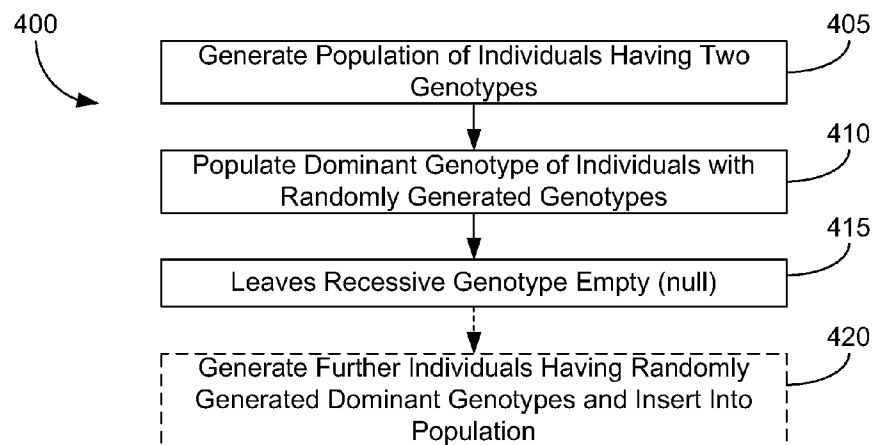 400
405
Generate Population of Individuals Having Two
Genotypes
410
Populate Dominant Genotype of Individuals with
Randomly Generated Genotypes
415
Leaves Recessive Genotype Empty (null)
420
Generate Further Individuals Having Randomly
Generated Dominant Genotypes and Insert Into
Population